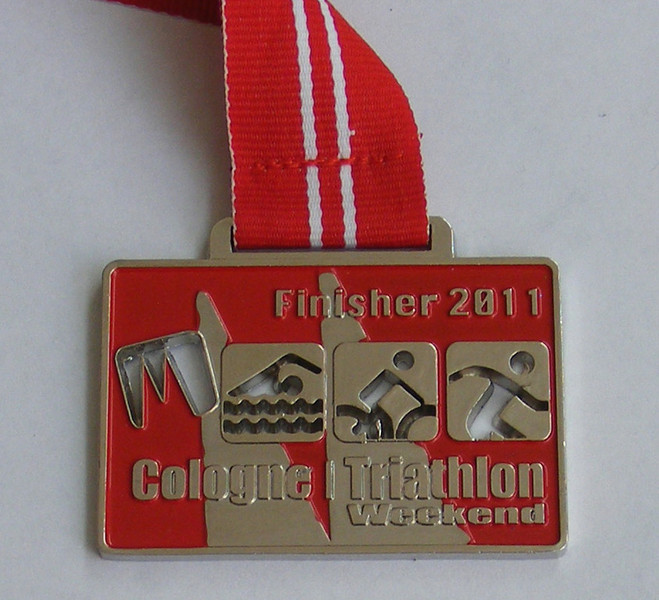 Finisher 2011
Cologne | Triathlon
Weekend